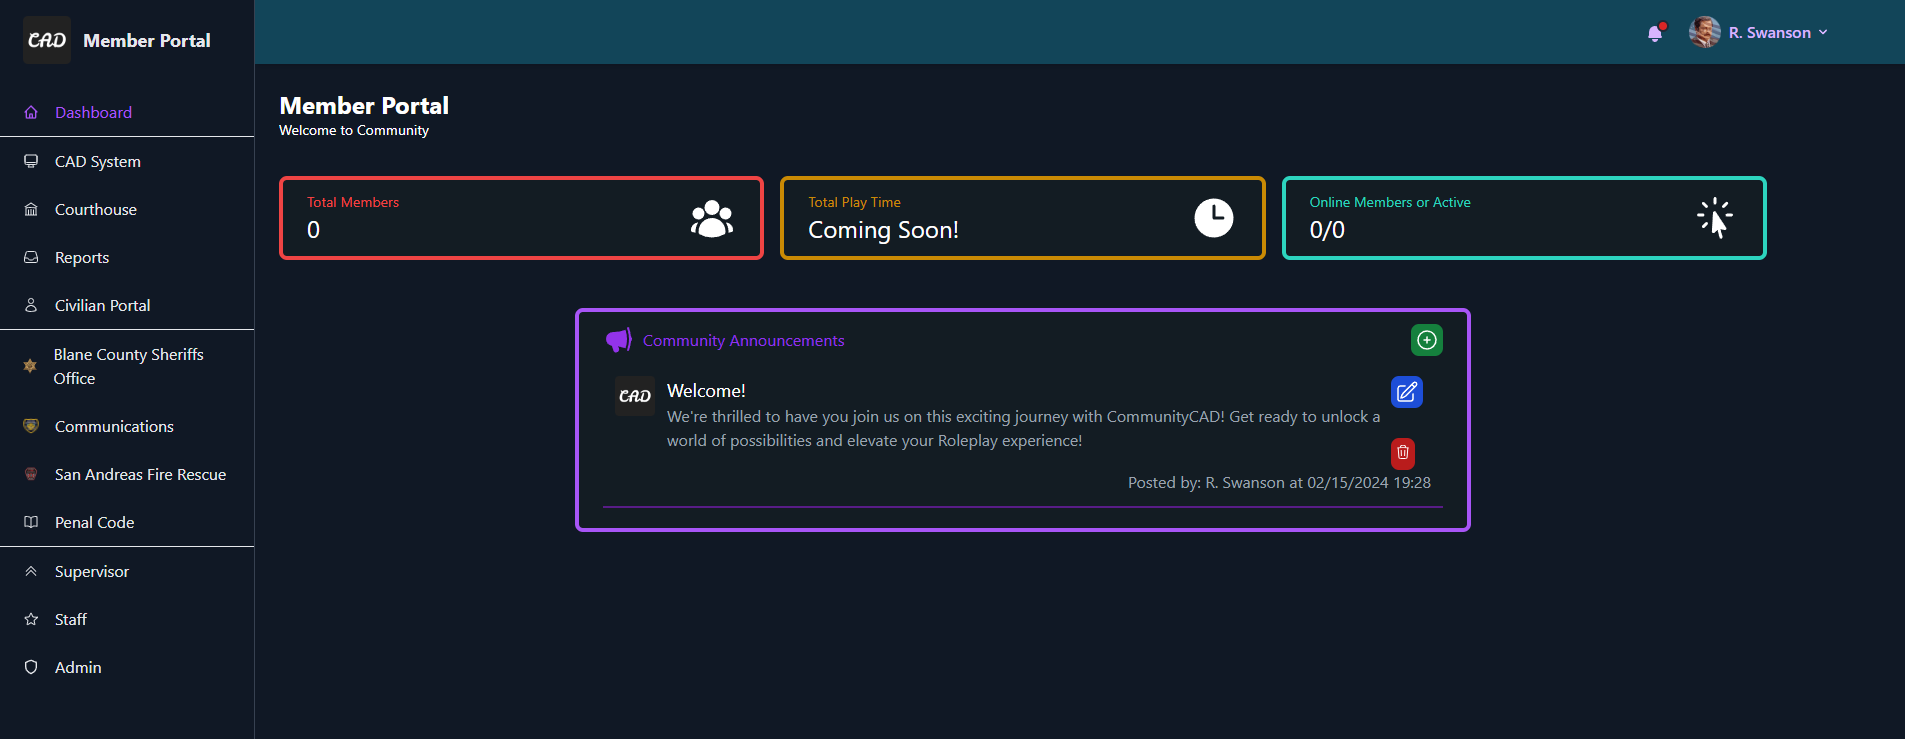 CAD Member Portal
Dashboard
CAD System
Courthouse
Reports
Civilian Portal
Blane County Sheriffs
Office
Communications
San Andreas Fire Rescue
Penal Code
Supervisor
Staff
Admin
R. Swanson
Member Portal
Welcome to Community
Total Members
0
Total Play Time
Coming Soon!
Online Members or Active
0/0
Community Announcements
CAD
Welcome!
We're thrilled to have you join us on this exciting journey with CommunityCAD! Get ready to unlock a
world of possibilities and elevate your Roleplay experience!
Posted by: R. Swanson at 02/15/2024 19:28